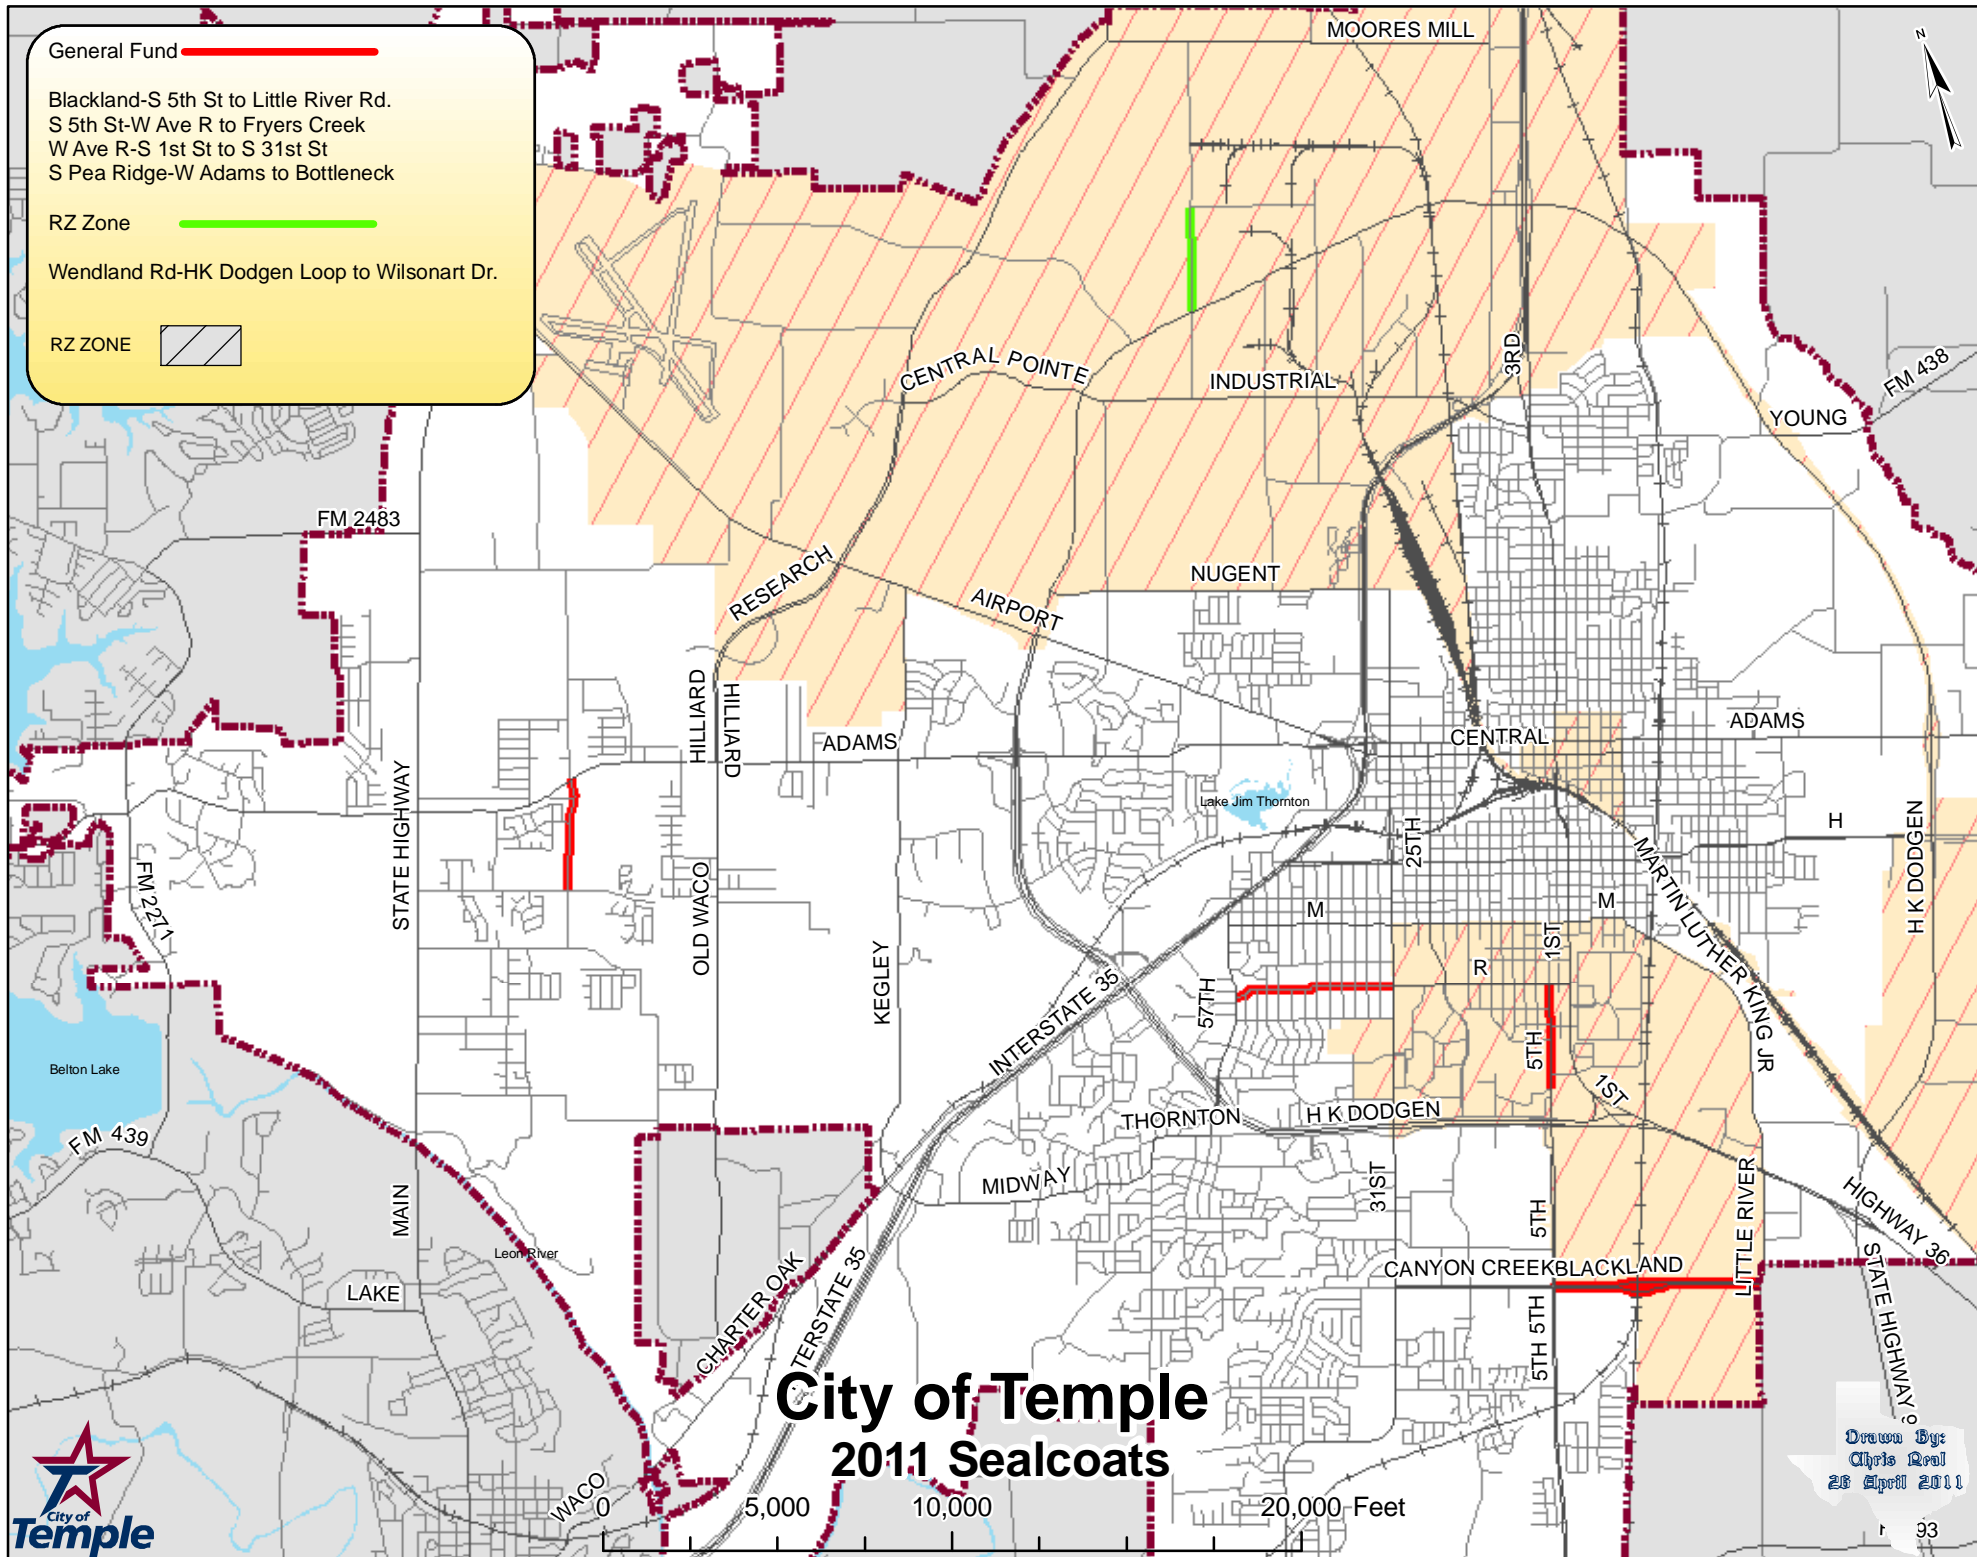 General Fund
Blackland-S 5th St to Little River Rd.
S 5th St-W Ave R to Fryers Creek
W Ave R-S 1st St to S 31st St
S Pea Ridge-W Adams to Bottleneck
RZ Zone
Wendland Rd-HK Dodgen Loop to Wilsonart Dr.
RZ ZONE
N
MOORES MILL
3RD
CENTRAL POINTE
INDUSTRIAL
FM 438
YOUNG
FM 2483
RESEARCH
AIRPORT
NUGENT
HILLIARD
HILLIARD
ADAMS
CENTRAL
ADAMS
STATE HIGHWAY
Lake Jim Thornton
25TH
H
H K DODGEN
FM 2271
OLD WACO
KEGLEY
M
M
MARTIN LUTHER KING JR
1ST
R
57TH
INTERSTATE 35
5TH
Belton Lake
1ST
THORNTON
H K DODGEN
FM 439
MIDWAY
31ST
MAIN
5TH
LITTLE RIVER
HIGHWAY 36
Leon River
CANYON CREEK
BLACKLAND
STATE HIGHWAY 9
LAKE
CHARTER OAK
TERSTATE 35
5TH 5TH
City of Temple
2011 Sealcoats
WACO
0
5,000
10,000
20,000 Feet
City of
Temple
Drawn By:
Chris Real
26 April 2011
93